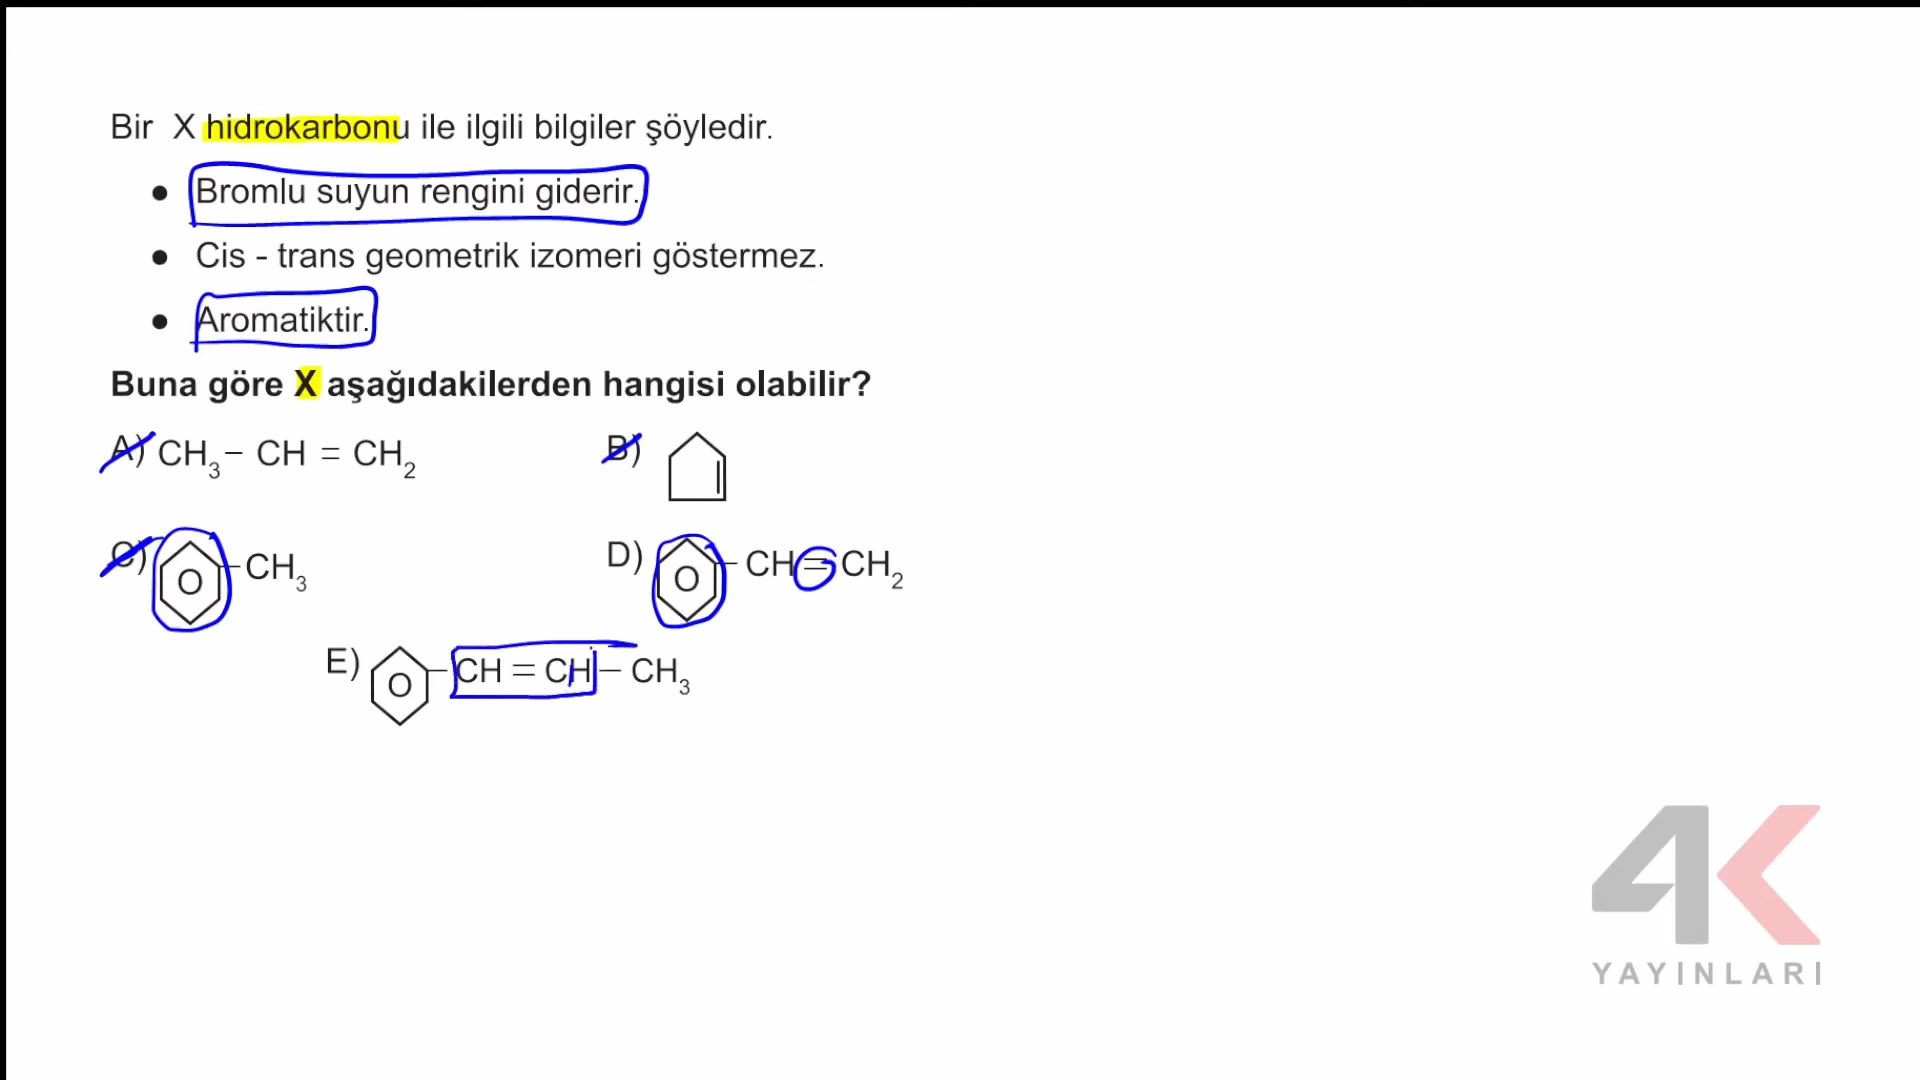 Bir X hidrokarbonu ile ilgili bilgiler şöyledir.
• Bromlu suyun rengini giderir.
• Cis - trans geometrik izomeri göstermez.
• Aromatiktir.
Buna göre X aşağıdakilerden hangisi olabilir?
A) CH₃ – CH = CH₂ B)
C) –CH₃ D) – CH = CH₂
E) – CH = CH – CH₃
4K
YAYINLARI